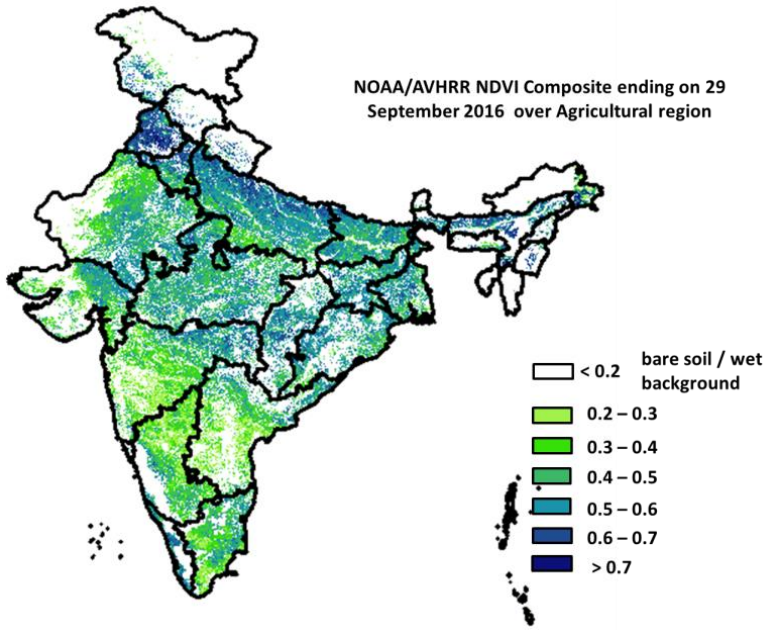 NOAA/AVHRR NDVI Composite ending on 29
September 2016 over Agricultural region
< 0.2 bare soil / wet
background
0.2 – 0.3
0.3 – 0.4
0.4 – 0.5
0.5 – 0.6
0.6 – 0.7
> 0.7